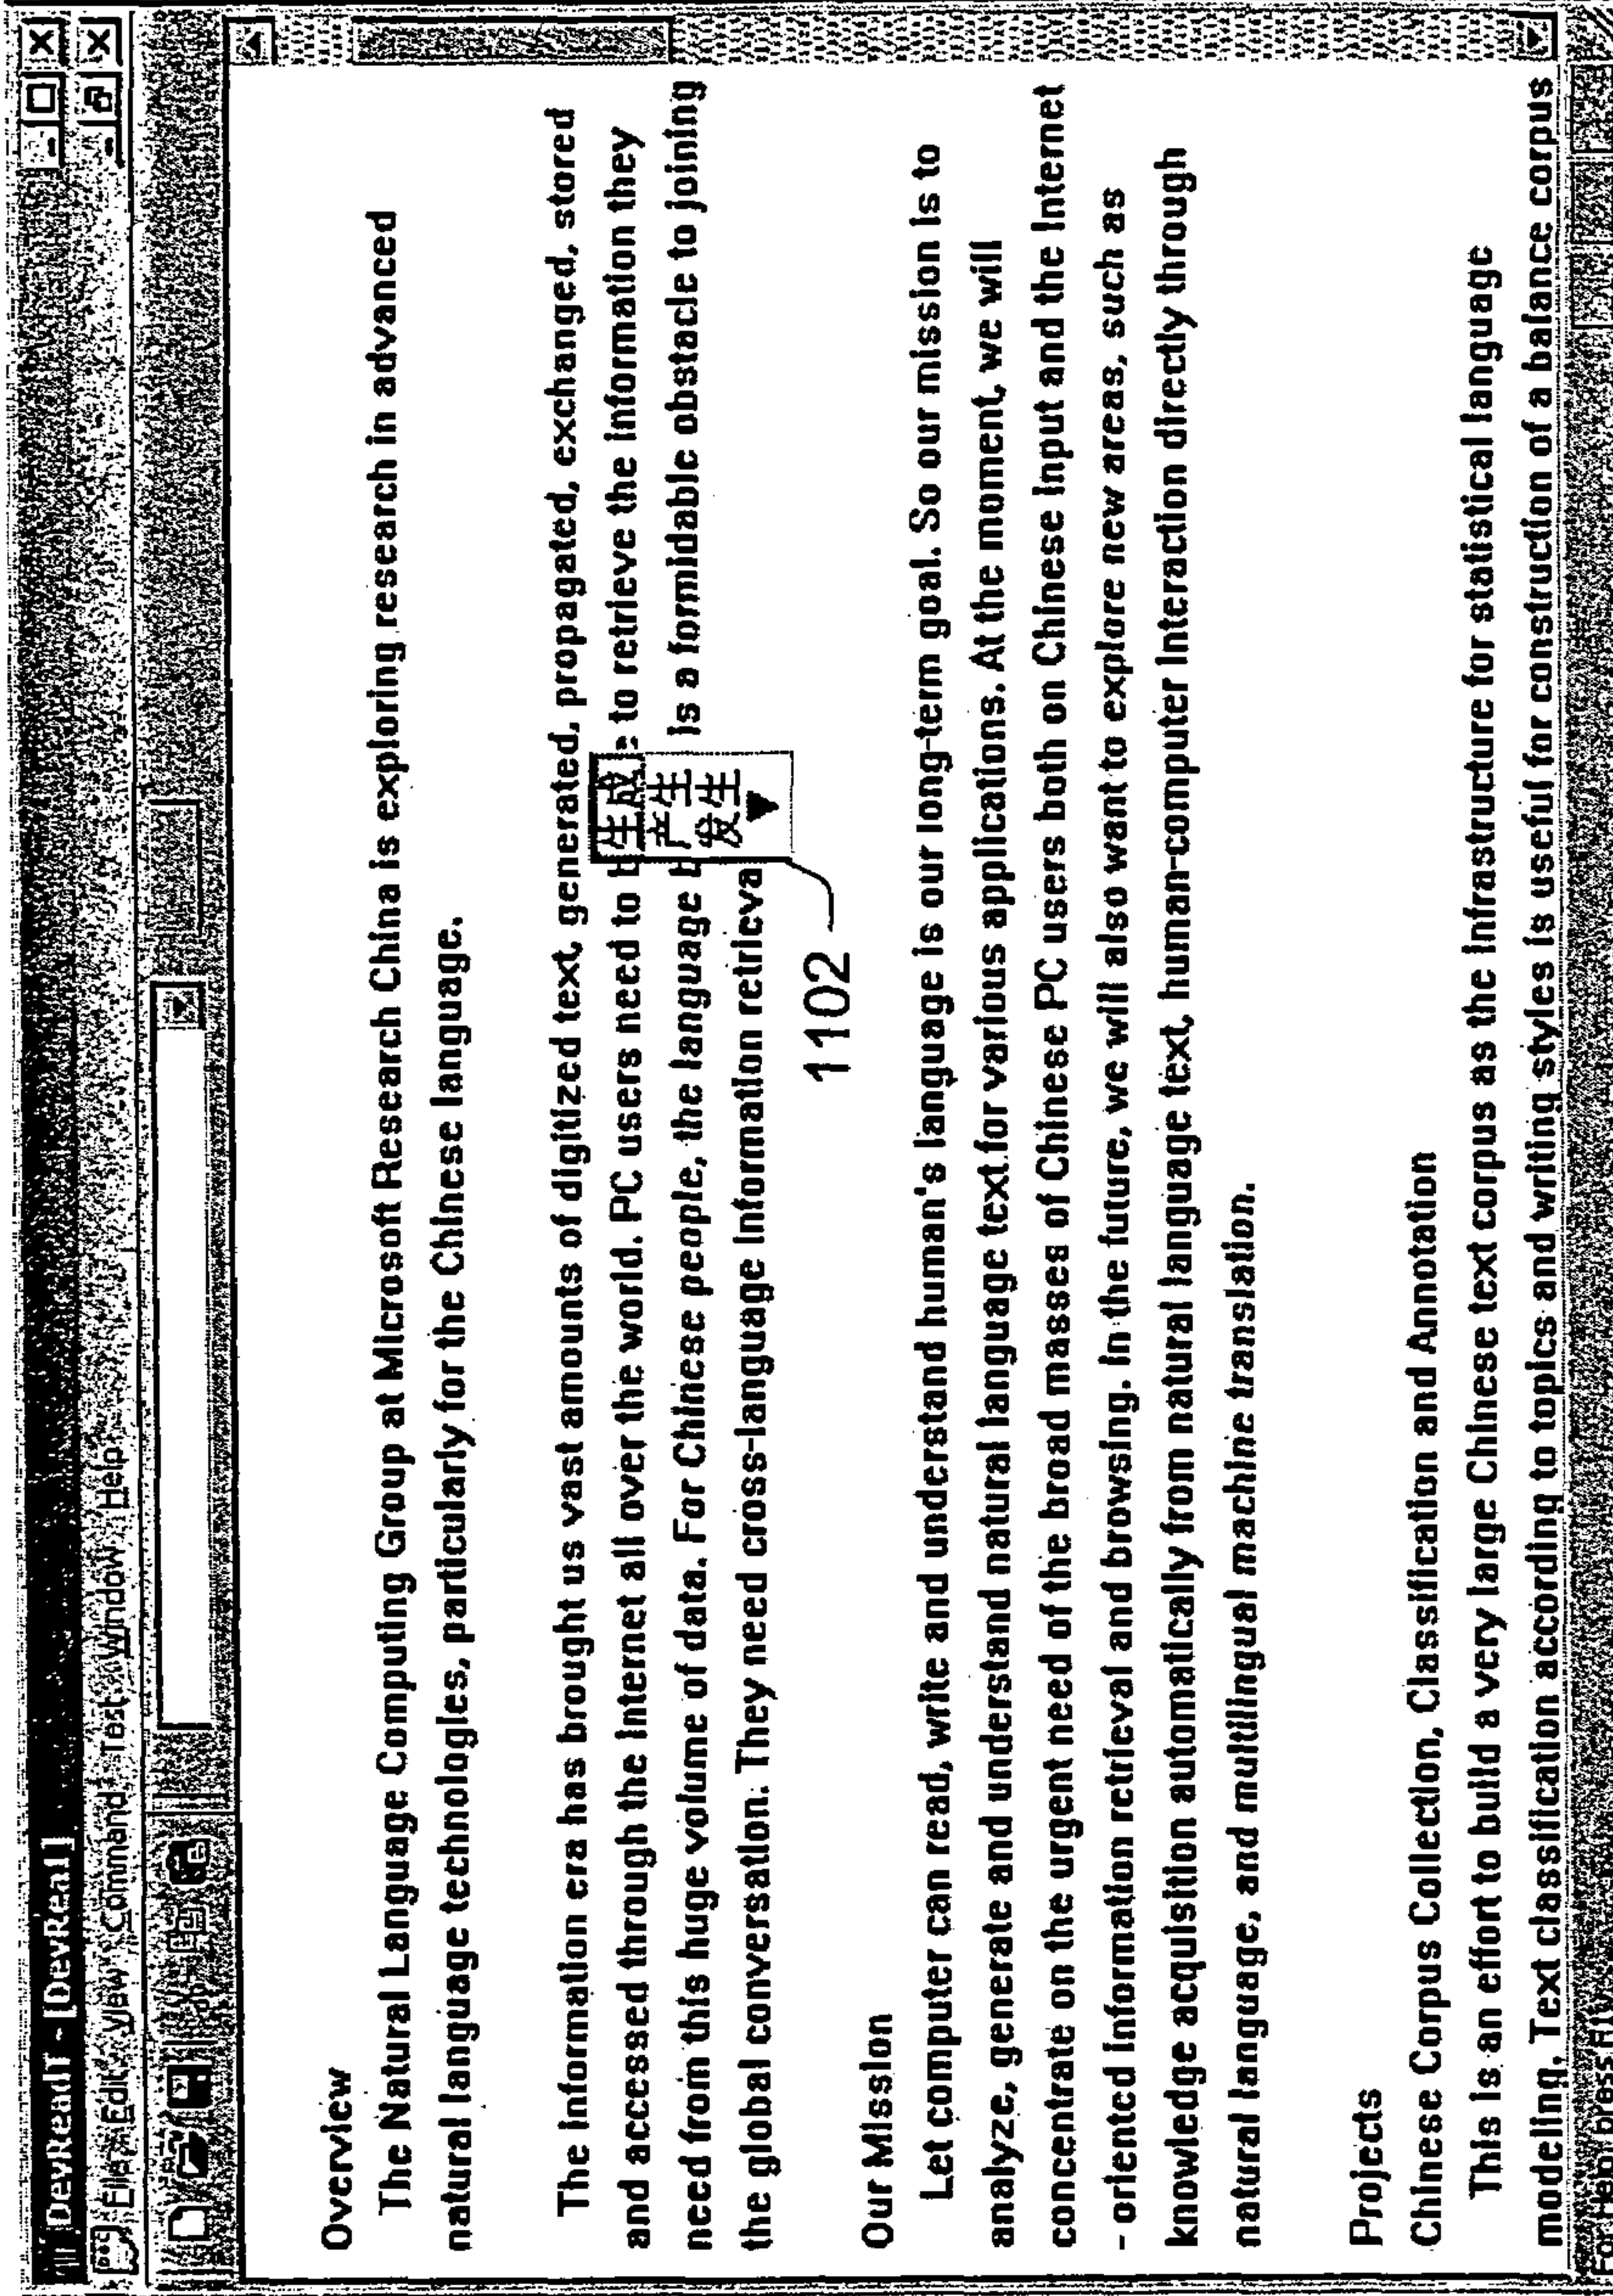 DevRendr - [DevRea1]
File Edit View Command Test Window Help
Overview
The Natural Language Computing Group at Microsoft Research China is exploring research in advanced
natural language technologies, particularly for the Chinese language.
The information era has brought us vast amounts of digitized text, generated, propagated, exchanged, stored
and accessed through the Internet all over the world. PC users need to to retrieve the information they
need from this huge volume of data. For Chinese people, the language is a formidable obstacle to joining
the global conversation. They need cross-language information
生成
产生
发生
1102
Our Mission
Let computer can read, write and understand human's language is our long-term goal. So our mission is to
analyze, generate and understand natural language text for various applications. At the moment, we will
concentrate on the urgent need of the broad masses of Chinese PC users both on Chinese Input and the Internet
- oriented information retrieval and browsing. In the future, we will also want to explore new areas, such as
knowledge acquisition automatically from natural language text, human-computer interaction directly through
natural language, and multilingual machine translation.
Projects
Chinese Corpus Collection, Classification and Annotation
This is an effort to build a very large Chinese text corpus as the infrastructure for statistical language
modeling. Text classification according to topics and writing styles is useful for construction of a balance corpus
For Help, press F1